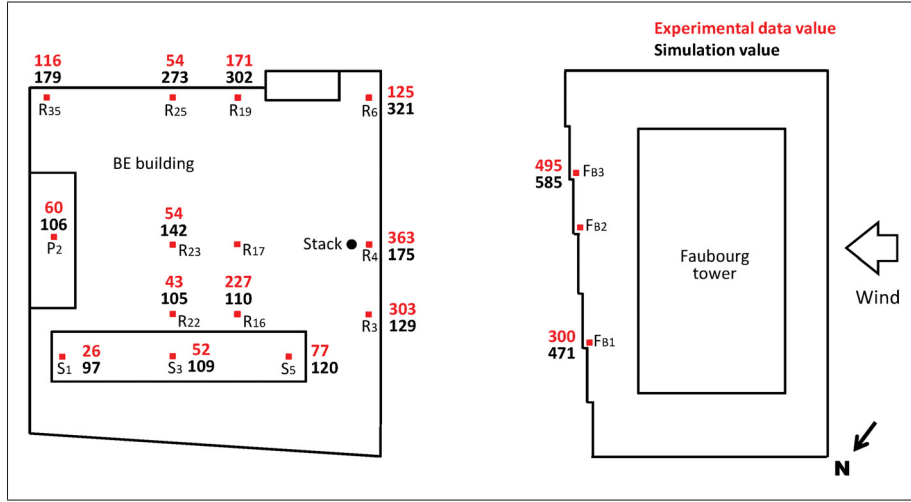 Experimental data value
Simulation value
116
179
R35
54
273
R25
171
302
R19
125
321
R6
BE building
60
106
P2
54
142
R23
R17
Stack
363
175
R4
43
105
R22
227
110
R16
303
129
R3
26
97
S1
52
109
S3
77
120
S5
495
585
FB3
FB2
300
471
FB1
Faubourg
tower
Wind
N